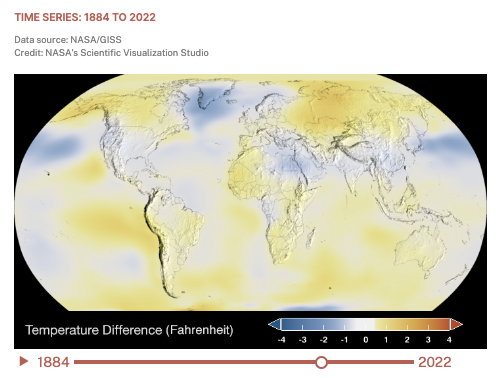 TIME SERIES: 1884 TO 2022
Data source: NASA/GISS
Credit: NASA's Scientific Visualization Studio
Temperature Difference (Fahrenheit)
-4 -3 -2 -1 0 1 2 3 4
1884 2022